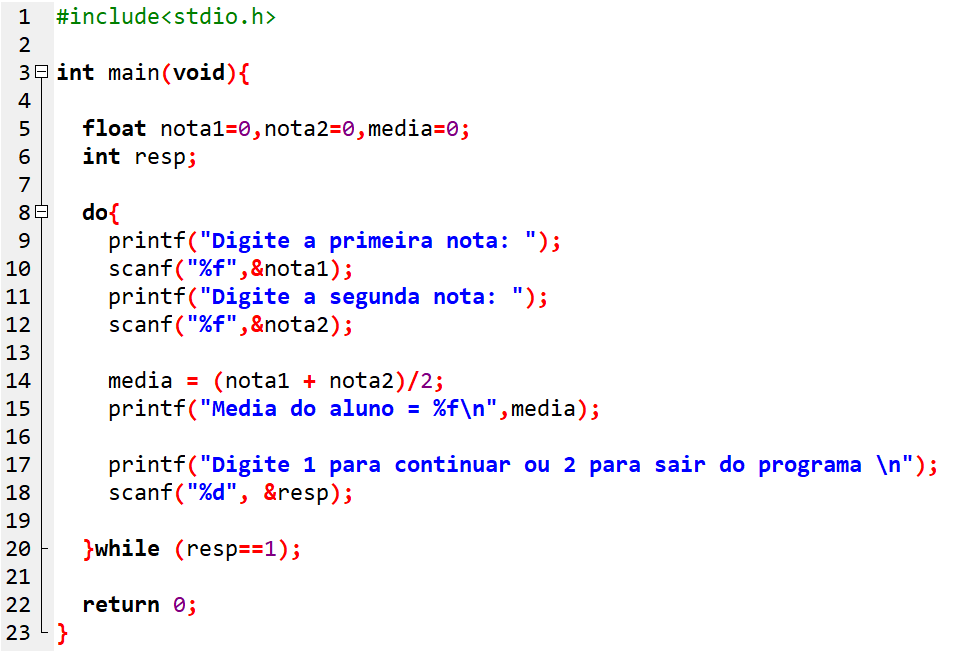 1 #include<stdio.h>
2
3 int main(void){
4
5 float nota1=0,nota2=0,media=0;
6 int resp;
7
8 do{
9 printf("Digite a primeira nota: ");
10 scanf("%f",&nota1);
11 printf("Digite a segunda nota: ");
12 scanf("%f",&nota2);
13
14 media = (nota1 + nota2)/2;
15 printf("Media do aluno = %f\n",media);
16
17 printf("Digite 1 para continuar ou 2 para sair do programa \n");
18 scanf("%d", &resp);
19
20 }while (resp==1);
21
22 return 0;
23 }